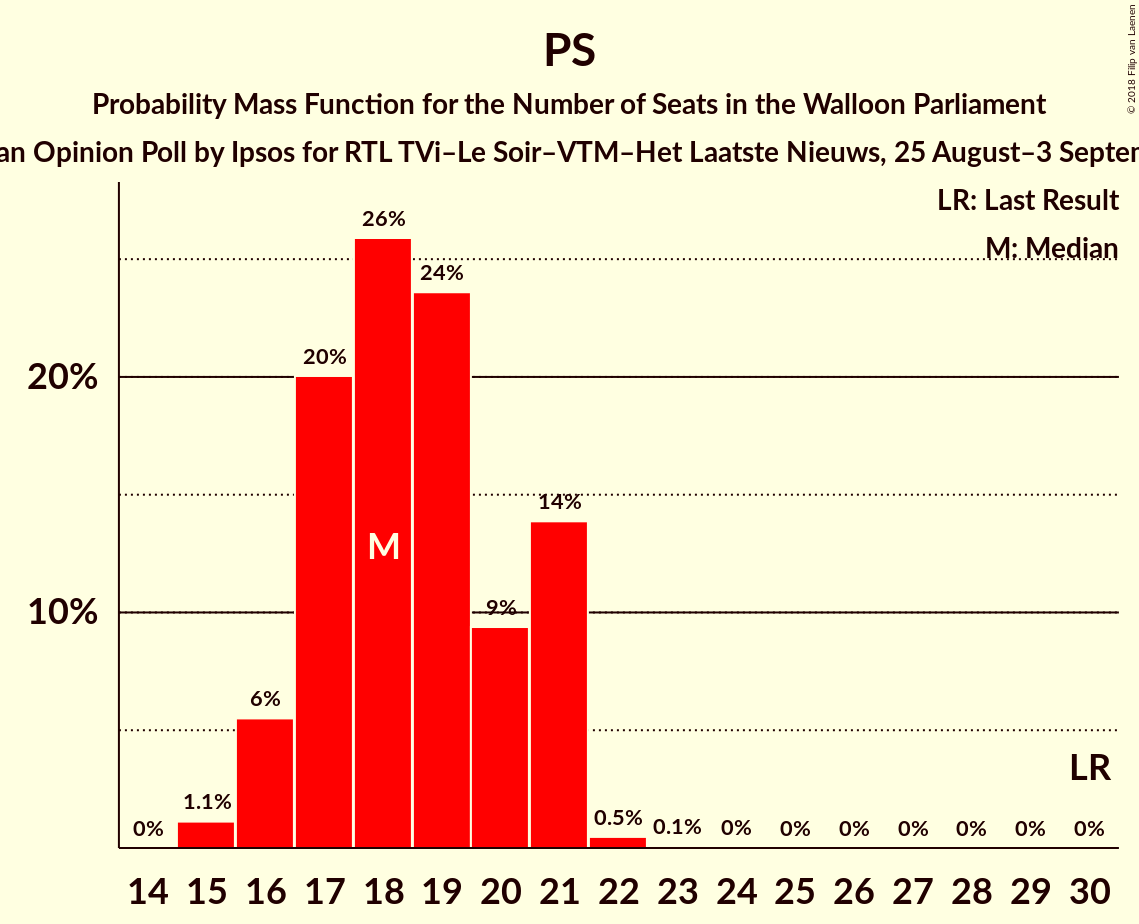 PS
Probability Mass Function for the Number of Seats in the Walloon Parliament
an Opinion Poll by Ipsos for RTL TVi–Le Soir–VTM–Het Laatste Nieuws, 25 August–3 Septem
© 2018 Filip van Laenen
LR: Last Result
M: Median
26%
24%
20%
20%
14%
M
10%
9%
6%
LR
1.1%
0%
0.5%
0.1%
0%
0%
0%
0%
0%
0%
0%
14 15 16 17 18 19 20 21 22 23 24 25 26 27 28 29 30